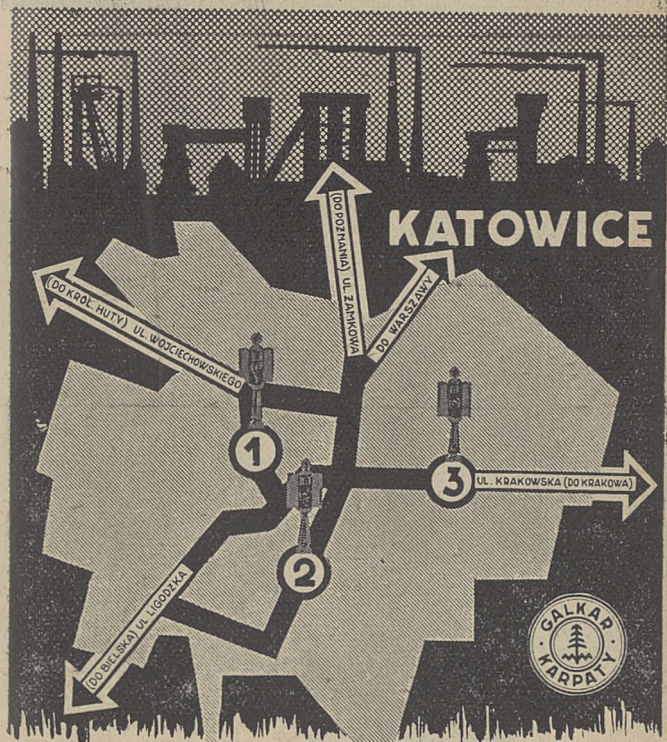 KATOWICE
(DO POZNANIA) UL. ZAMKOWA
DO WARSZAWY
(DO KRÓL. HUTY) UL. WOJCIECHOWSKIEGO
1
3
UL. KRAKOWSKA (DO KRAKOWA)
2
(DO BIELSKA) UL LIGODZKA
GALKAR
KARPATY